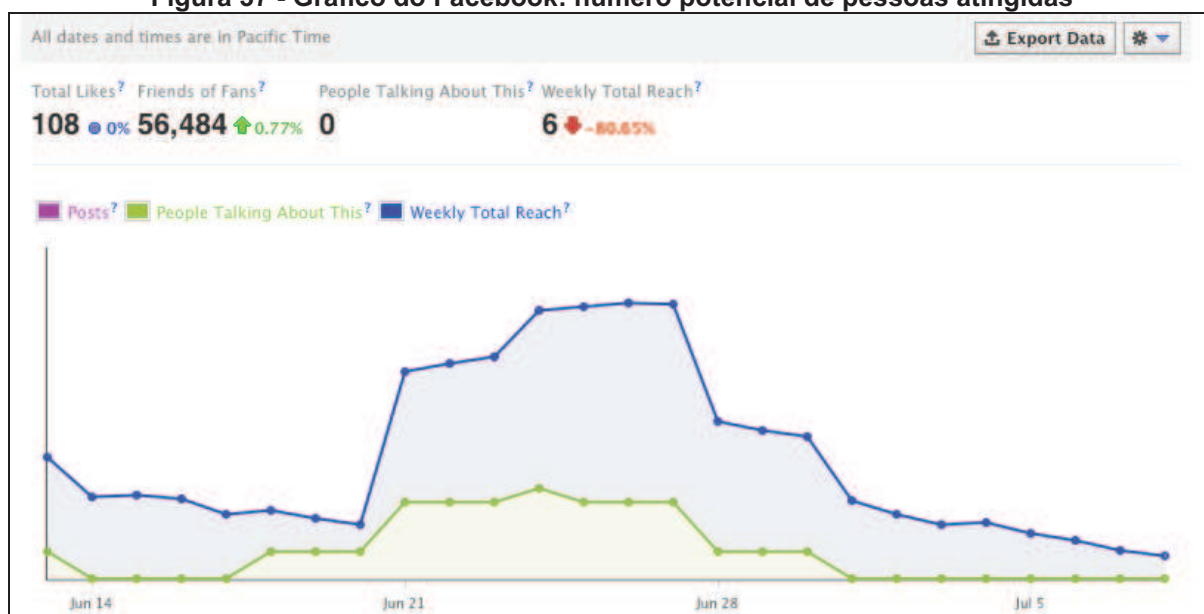 Figura 57 - Gráfico do Facebook: número potencial de pessoas atingidas
All dates and times are in Pacific Time
Export Data
Total Likes? Friends of Fans? People Talking About This? Weekly Total Reach?
108 0% 56,484 0.77% 0 6 -80.65%
Posts? People Talking About This? Weekly Total Reach?
Jun 14 Jun 21 Jun 28 Jul 5